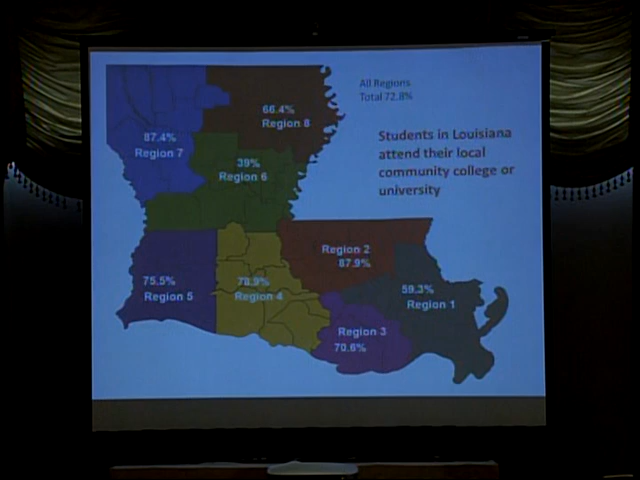 All Regions
Total 72.8%
66.4%
Region 8
87.4%
Region 7
Students in Louisiana
attend their local
community college or
university
39%
Region 6
Region 2
87.9%
75.5%
Region 5
78.9%
Region 4
59.3%
Region 1
Region 3
70.6%